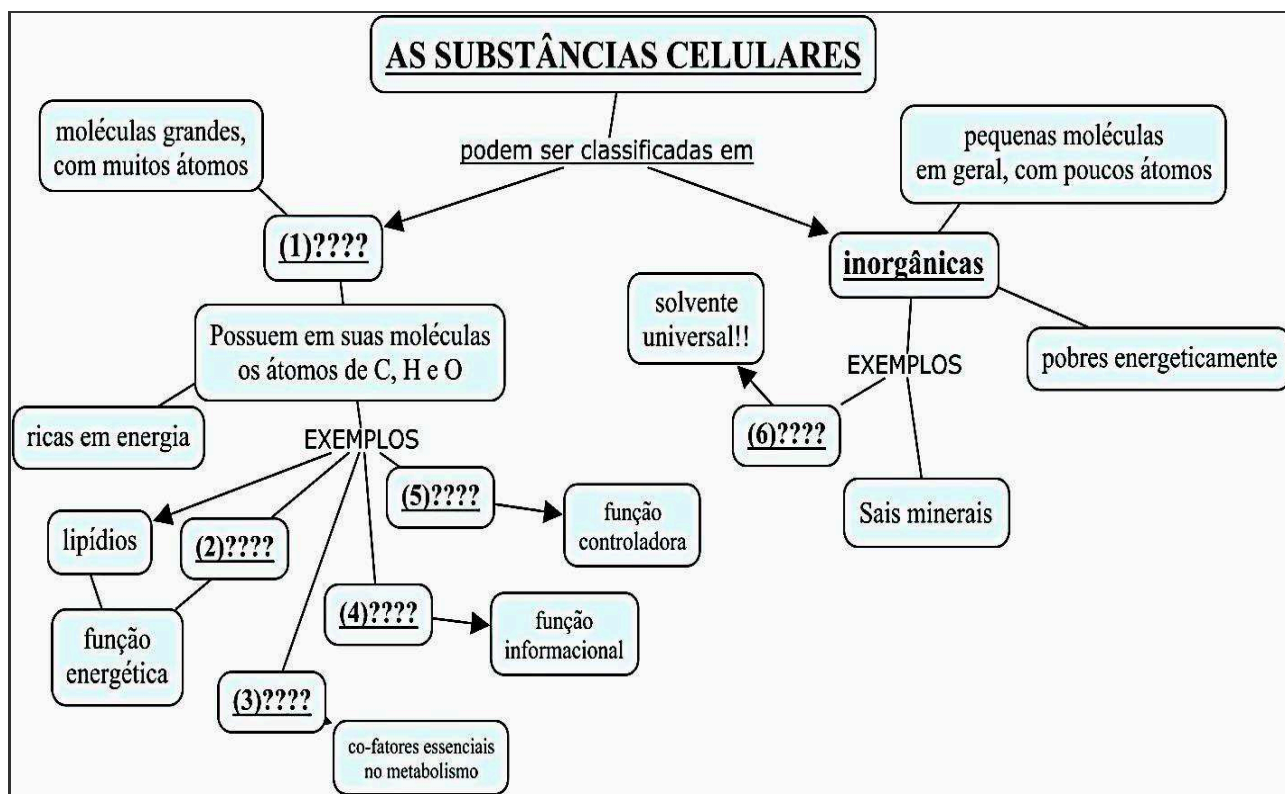 AS SUBSTÂNCIAS CELULARES
podem ser classificadas em
moléculas grandes,
com muitos átomos
(1)????
Possuem em suas moléculas
os átomos de C, H e O
ricas em energia
EXEMPLOS
lipídios
(2)????
função
energética
(3)????
co-fatores essenciais
no metabolismo
(4)????
função
informacional
(5)????
função
controladora
pequenas moléculas
em geral, com poucos átomos
inorgânicas
pobres energeticamente
EXEMPLOS
solvente
universal!!
(6)????
Sais minerais